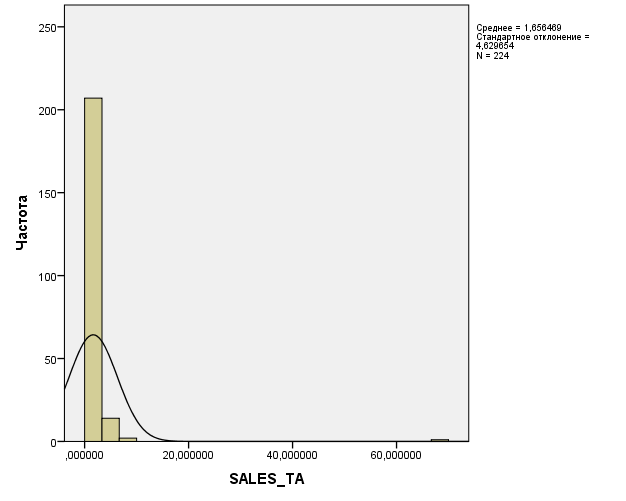 250
200
150
100
50
0
Частота
,000000 20,000000 40,000000 60,000000
SALES_TA
Среднее = 1,656469
Стандартное отклонение =
4,629654
N = 224